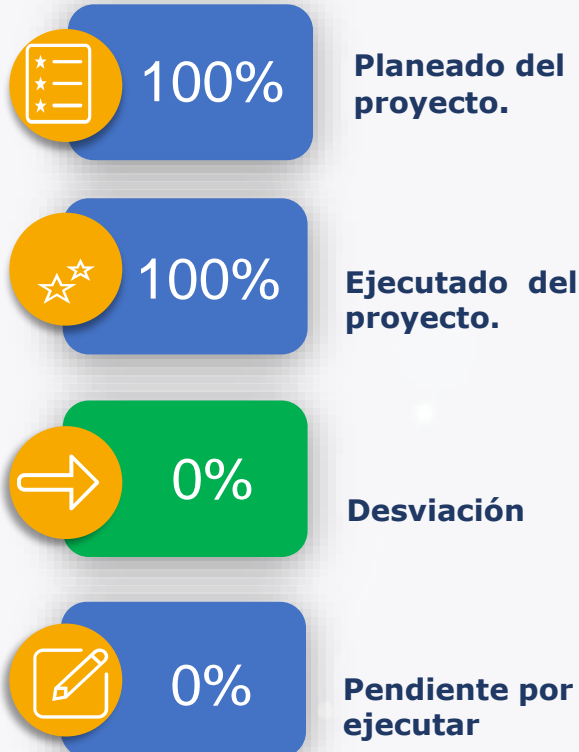 100%
Planeado del
proyecto.
100%
Ejecutado del
proyecto.
0%
Desviación
0%
Pendiente por
ejecutar